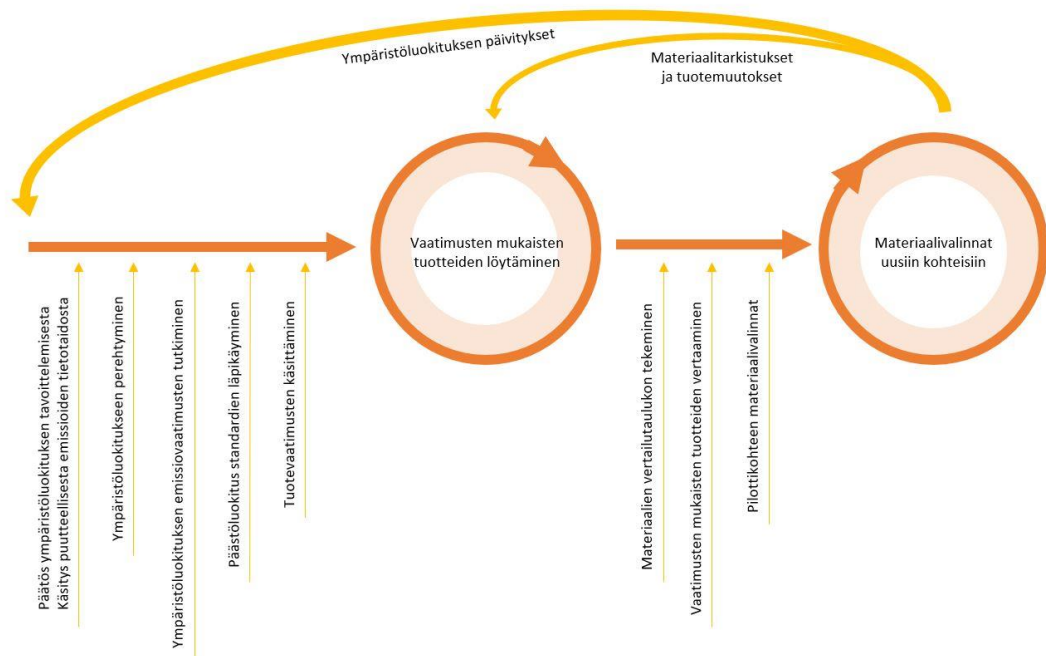 Ympäristöluokituksen päivitykset
Materiaalitarkistukset
ja tuotemuutokset
Vaatimusten mukaisten
tuotteiden löytäminen
Materiaalivalinnat
uusiin kohteisiin
Päätös ympäristöluokituksen tavoittelemisesta
Käsitys putteellisesta emissioiden tietotaidosta
Ympäristöluokitukseen perehtyminen
Ympäristöluokituksen emissiovaatimusten tutkiminen
Päästöluokitus standardien läpikäyminen
Tuotevaatimusten käsittäminen
Materiaalien vertailutaulukon tekeminen
Vaatimusten mukaisten tuotteiden vertaaminen
Pilottikohteen materiaalivalinnat